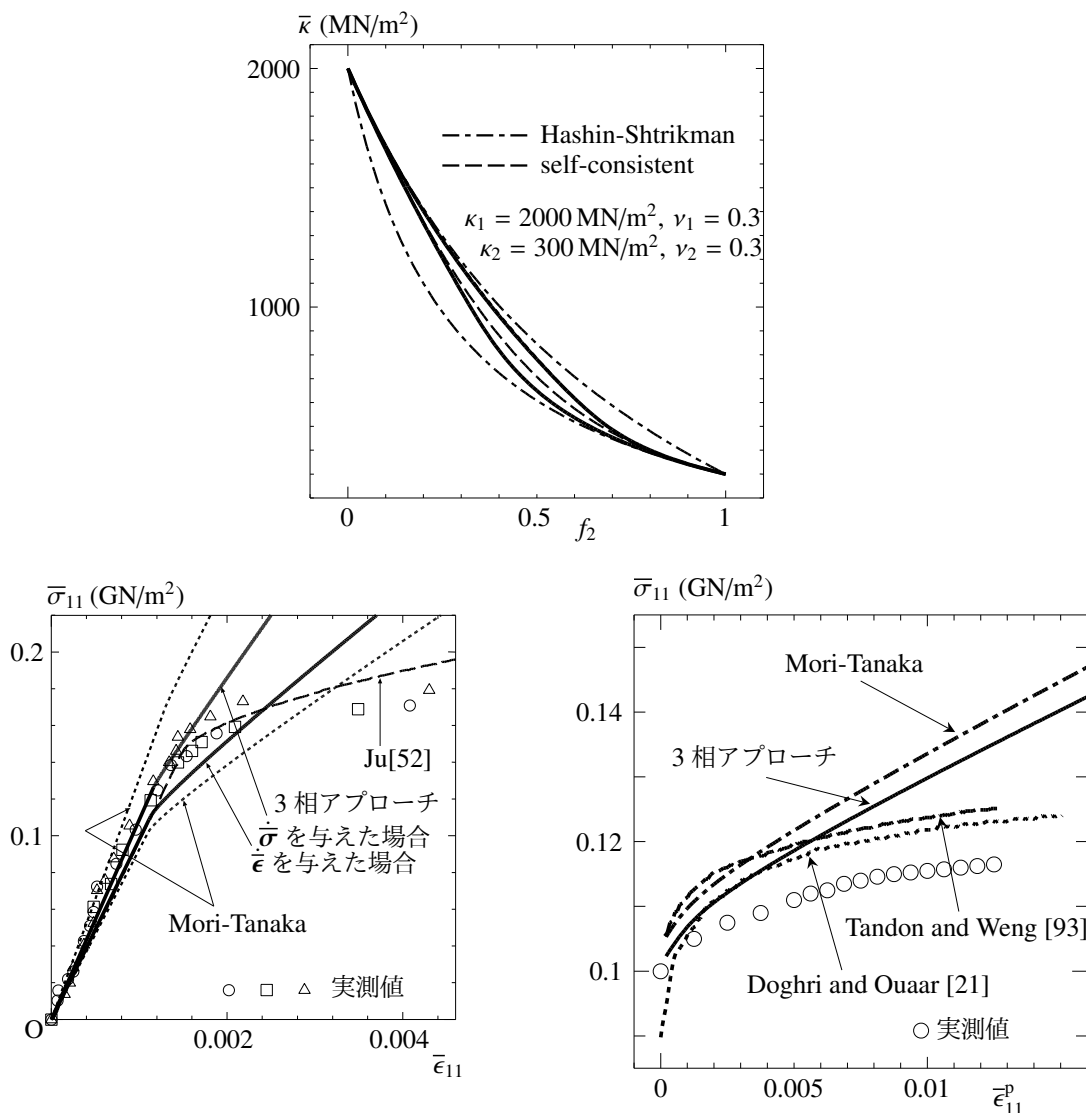 κ̅ (MN/m²)
2000
Hashin-Shtrikman
self-consistent
κ₁ = 2000 MN/m², ν₁ = 0.3
κ₂ = 300 MN/m², ν₂ = 0.3
1000
0
0.5
1
f₂
σ̅₁₁ (GN/m²)
0.2
Ju[52]
0.1
3 相アプローチ
σ̅̇ を与えた場合
ϵ̅̇ を与えた場合
Mori-Tanaka
実測値
O
0.002
0.004
ϵ̅₁₁
σ̅₁₁ (GN/m²)
Mori-Tanaka
0.14
3 相アプローチ
0.12
Tandon and Weng [93]
0.1
Doghri and Ouaar [21]
実測値
0
0.005
0.01
ϵ̅ᵖ₁₁